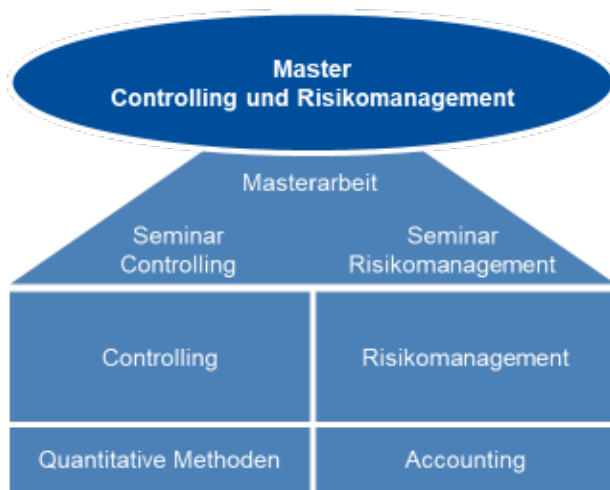 Master
Controlling und Risikomanagement
Masterarbeit
Seminar
Controlling
Seminar
Risikomanagement
Controlling
Risikomanagement
Quantitative Methoden
Accounting